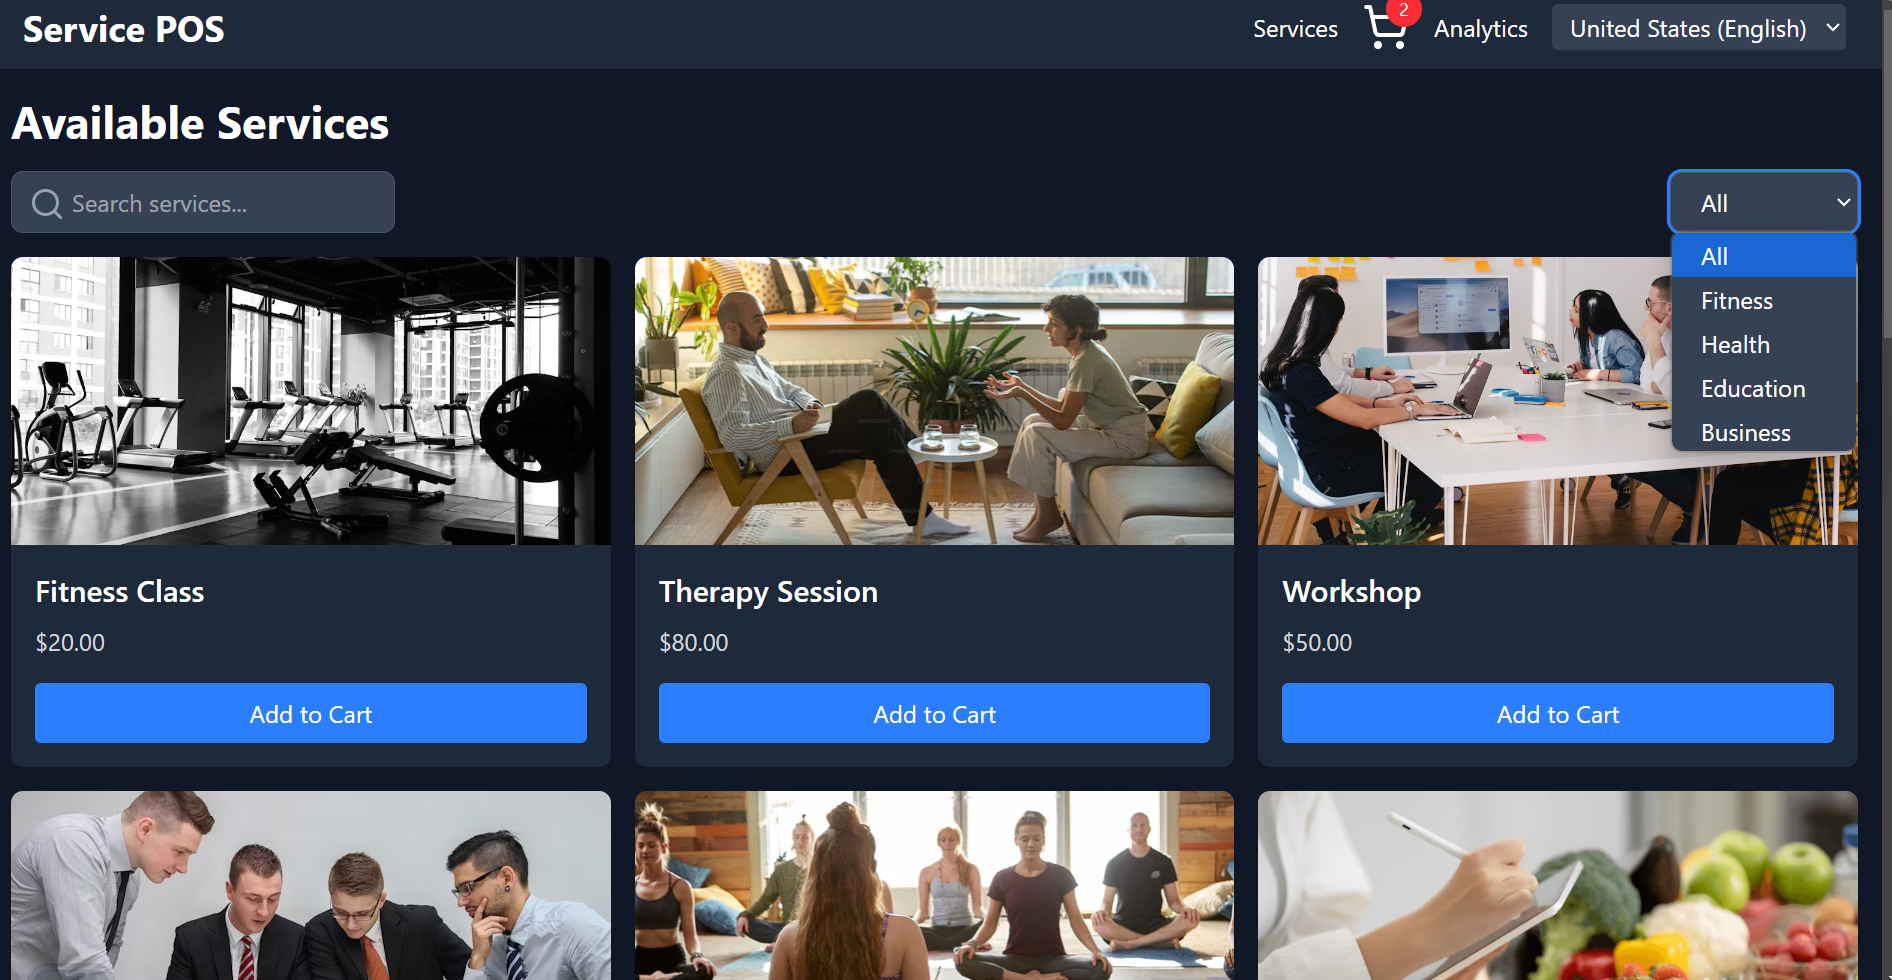 Service POS
Services
2
Analytics
United States (English)
Available Services
Search services...
All
All
Fitness
Health
Education
Business
Fitness Class
$20.00
Add to Cart
Therapy Session
$80.00
Add to Cart
Workshop
$50.00
Add to Cart